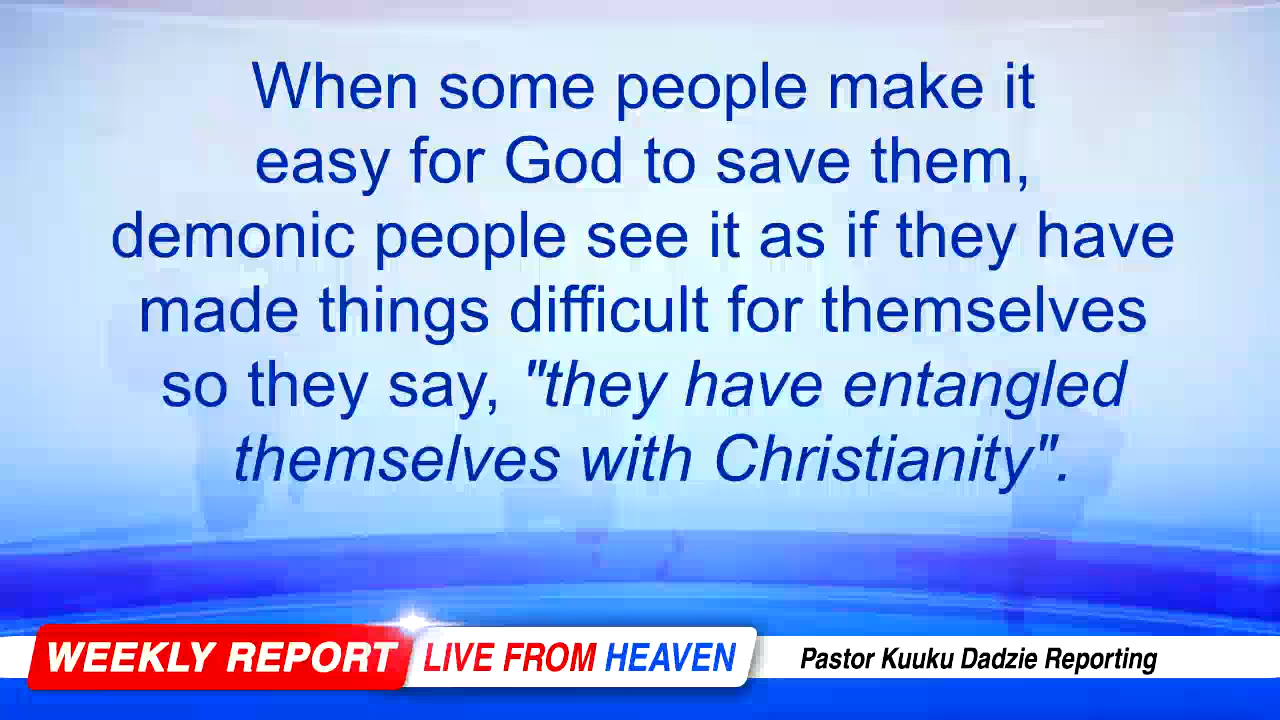 When some people make it
easy for God to save them,
demonic people see it as if they have
made things difficult for themselves
so they say, "they have entangled
themselves with Christianity".
WEEKLY REPORT LIVE FROM HEAVEN Pastor Kuuku Dadzie Reporting